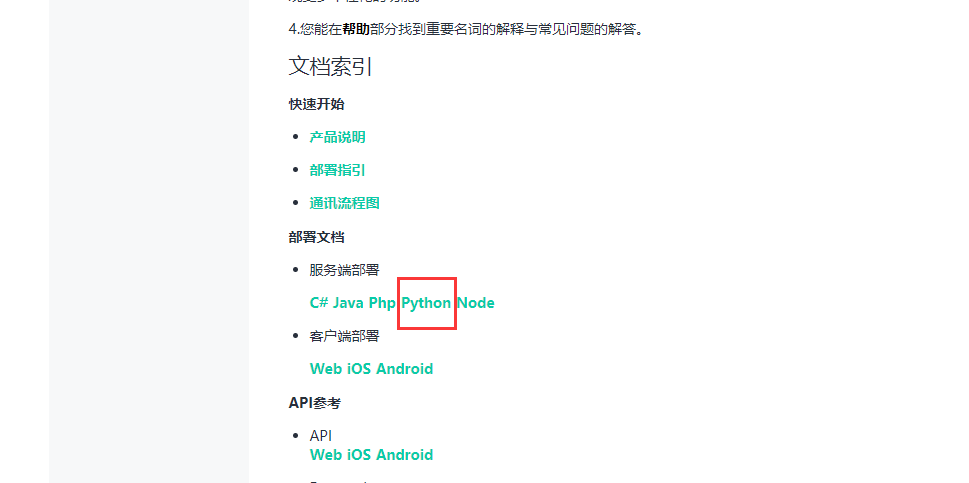 4.您能在帮助部分找到重要名词的解释与常见问题的解答。
文档索引
快速开始
产品说明
部署指引
通讯流程图
部署文档
服务端部署
C# Java Php Python Node
客户端部署
Web iOS Android
API参考
API
Web iOS Android